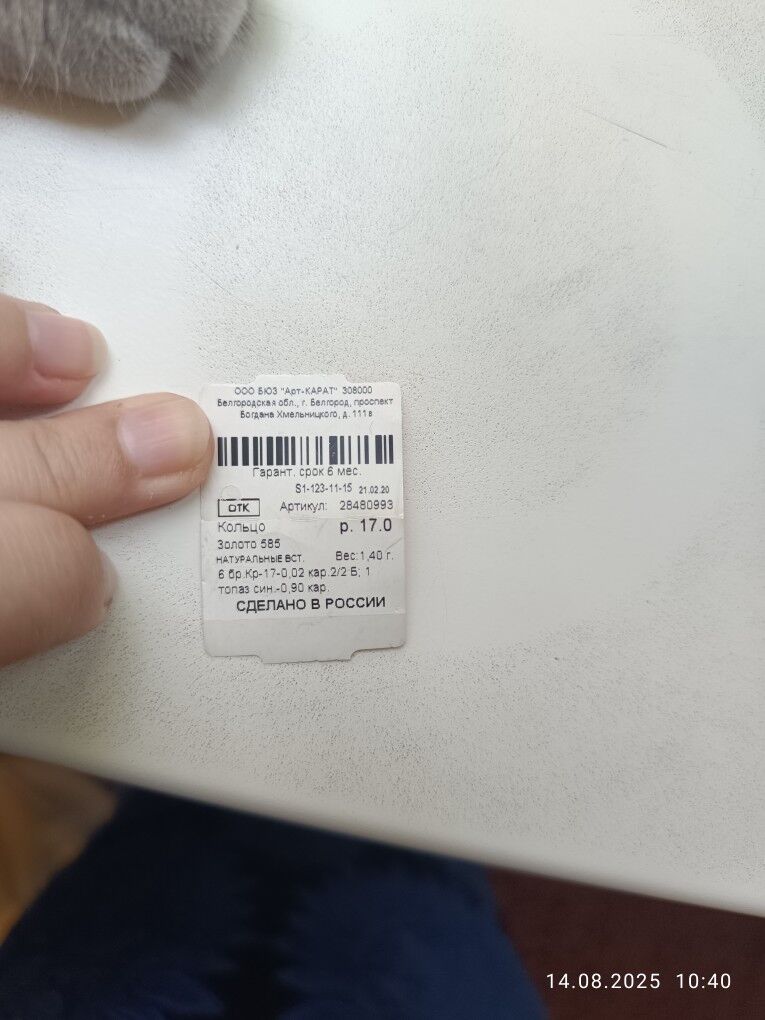 ООО БЮЗ "Арт-КАРАТ" 308000
Белгородская обл., г. Белгород, проспект
Богдана Хмельницкого, д. 111в
Гарант. срок 6 мес.
S1-123-11-15 21.02.20
ОТК Артикул: 28480993
Кольцо р. 17.0
Золото 585
НАТУРАЛЬНЫЕ ВСТ. Вес:1,40 г.
6 бр.Кр-17-0,02 кар.2/2 Б; 1
топаз син.-0,90 кар.
СДЕЛАНО В РОССИИ
14.08.2025 10:40